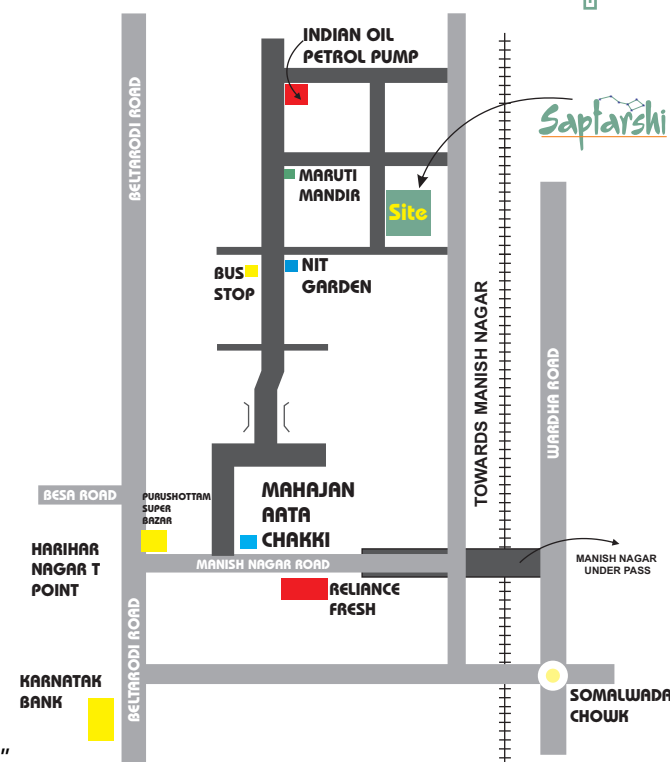 INDIAN OIL
PETROL PUMP
BELTARODI ROAD
Saptarshi
MARUTI
MANDIR
Site
BUS
STOP
NIT
GARDEN
TOWARDS MANISH NAGAR
WARDHA ROAD
BESA ROAD
PURUSHOTTAM
SUPER
BAZAR
MAHAJAN
AATA
CHAKKI
HARIHAR
NAGAR T
POINT
MANISH NAGAR ROAD
MANISH NAGAR
UNDER PASS
RELIANCE
FRESH
BELTARODI ROAD
KARNATAK
BANK
SOMALWADA
CHOWK
"